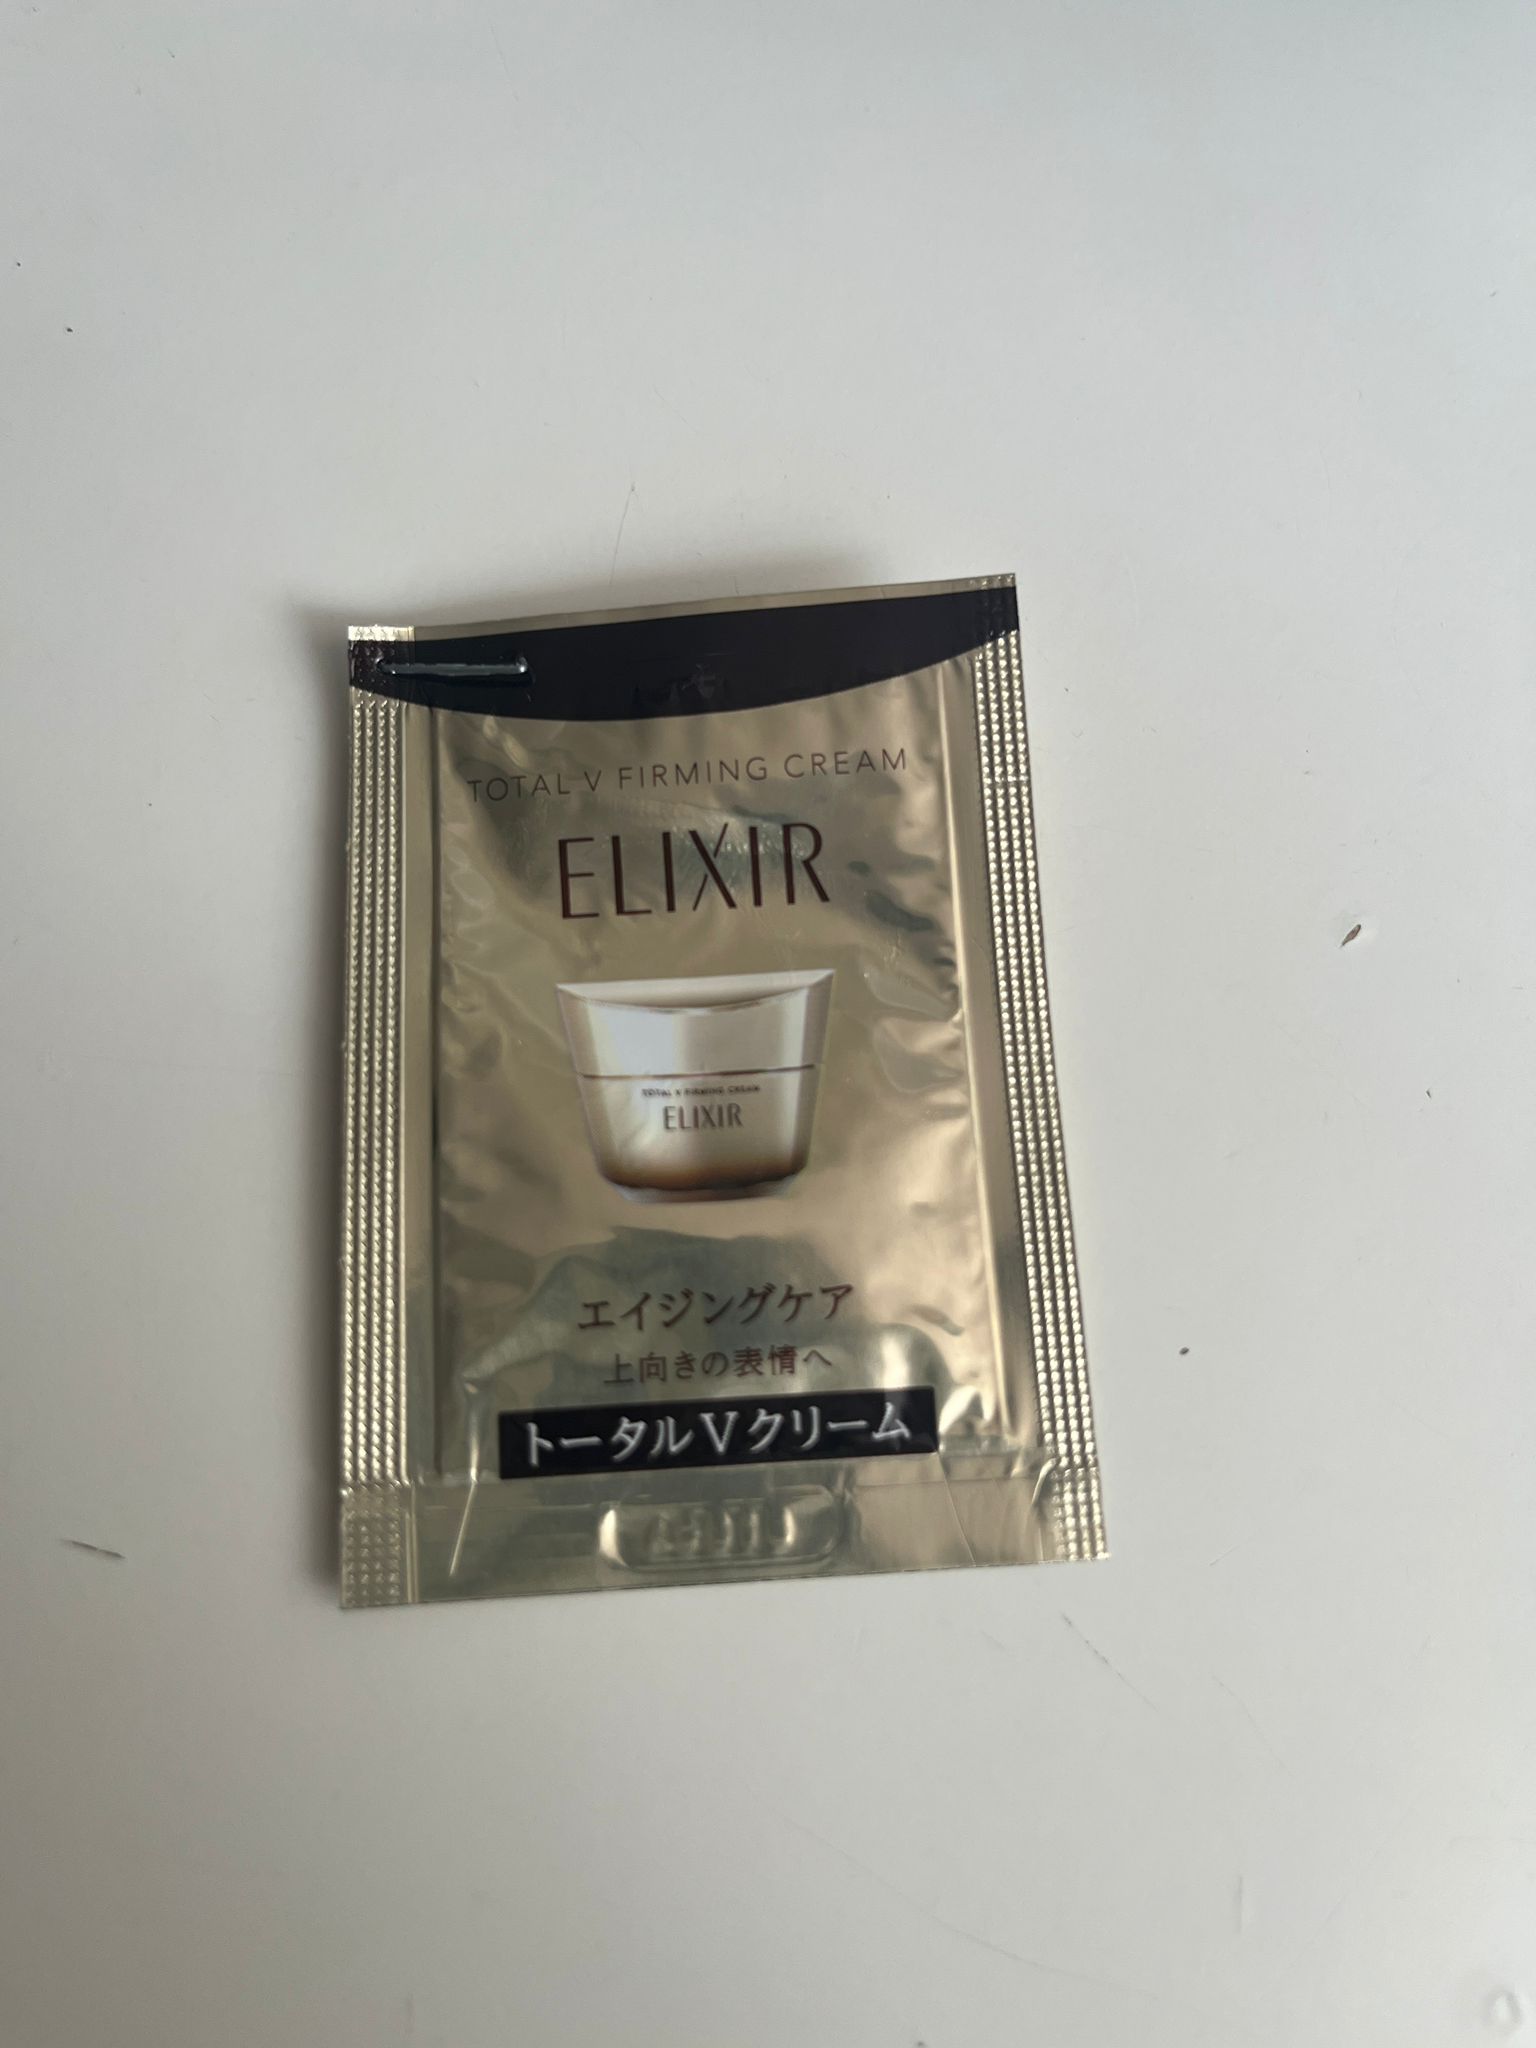 TOTAL V FIRMING CREAM
ELIXIR
TOTAL V FIRMING CREAM
ELIXIR
エイジングケア
上向きの表情へ
トータルVクリーム